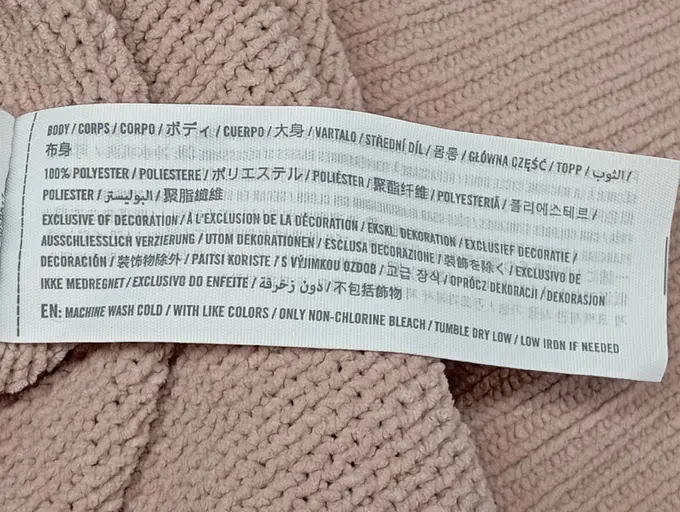 BODY / CORPS / CORPO / ボディ / CUERPO / 大身 / VARTALO / STŘEDNÍ DÍL / 몸통 / GŁÓWNA CZĘŚĆ / TOPP / الثوب /
布身
100% POLYESTER / POLIESTERE / ポリエステル / POLIÉSTER / 聚酯纤维 / POLYESTERIÄ / 폴리에스테르 /
POLIESTER / البوليستر / 聚脂纖維
EXCLUSIVE OF DECORATION / À L'EXCLUSION DE LA DÉCORATION / EKSKL. DEKORATION / EXCLUSIEF DECORATIE /
AUSSCHLIESSLICH VERZIERUNG / UTOM DEKORATIONEN / ESCLUSA DECORAZIONE / 装飾を除く / EXCLUSIVO DE
DECORACIÓN / 装饰物除外 / PAITSI KORISTE / S VÝJIMKOU OZDOB / 고급 장식 / OPRÓCZ DEKORACJI / DEKORASJON
IKKE MEDREGNET / EXCLUSIVO DO ENFEITE / دون زخرفة / 不包括飾物
EN: MACHINE WASH COLD / WITH LIKE COLORS / ONLY NON-CHLORINE BLEACH / TUMBLE DRY LOW / LOW IRON IF NEEDED